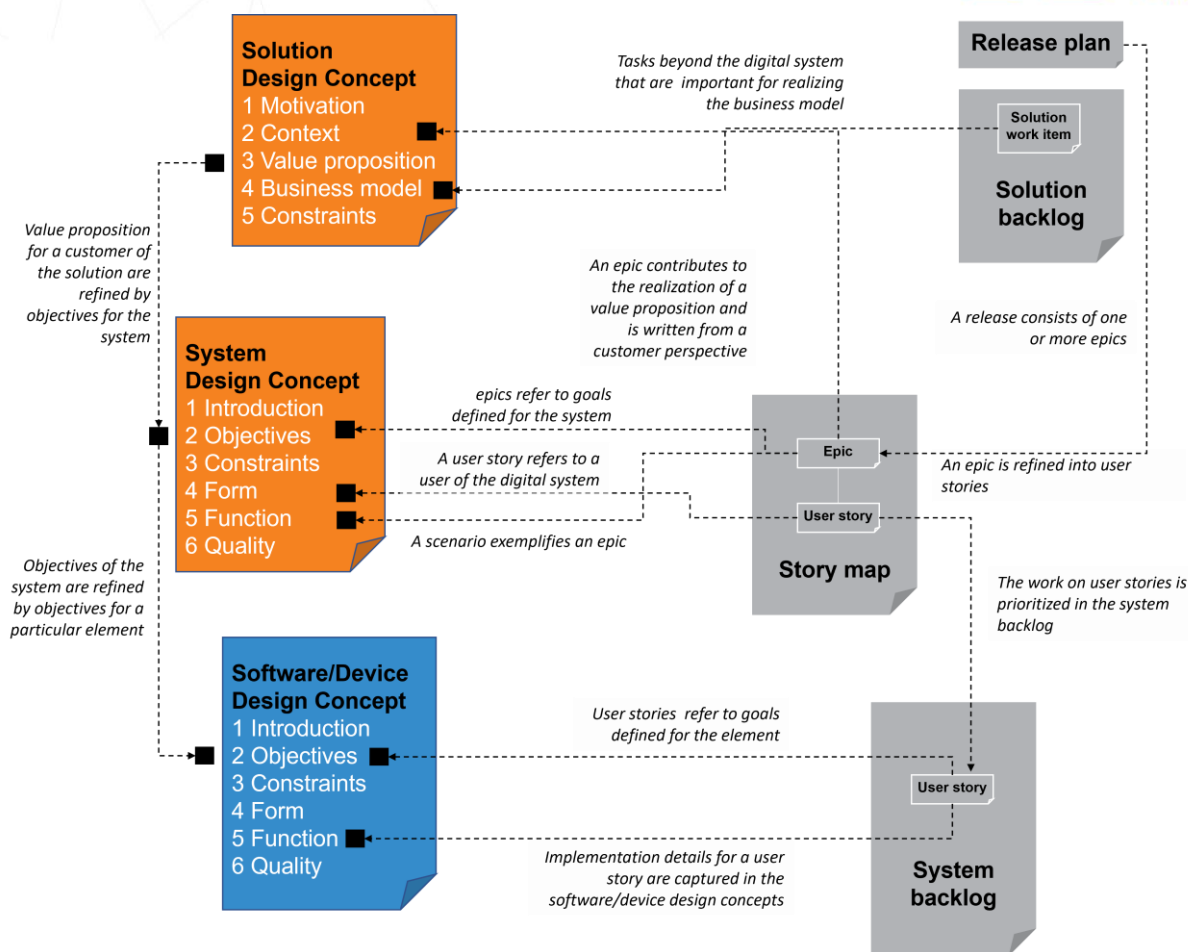 Solution
Design Concept
1 Motivation
2 Context
3 Value proposition
4 Business model
5 Constraints
Tasks beyond the digital system
that are important for realizing
the business model
Release plan
Solution
work item
Solution
backlog
Value proposition
for a customer of
the solution are
refined by
objectives for the
system
An epic contributes to
the realization of a
value proposition and
is written from a
customer perspective
A release consists of one
or more epics
System
Design Concept
1 Introduction
2 Objectives
3 Constraints
4 Form
5 Function
6 Quality
epics refer to goals
defined for the system
A user story refers to a
user of the digital system
A scenario exemplifies an epic
Epic
User story
Story map
An epic is refined into user
stories
Objectives of the
system are refined
by objectives for a
particular element
The work on user stories is
prioritized in the system
backlog
Software/Device
Design Concept
1 Introduction
2 Objectives
3 Constraints
4 Form
5 Function
6 Quality
User stories refer to goals
defined for the element
User story
System
backlog
Implementation details for a user
story are captured in the
software/device design concepts